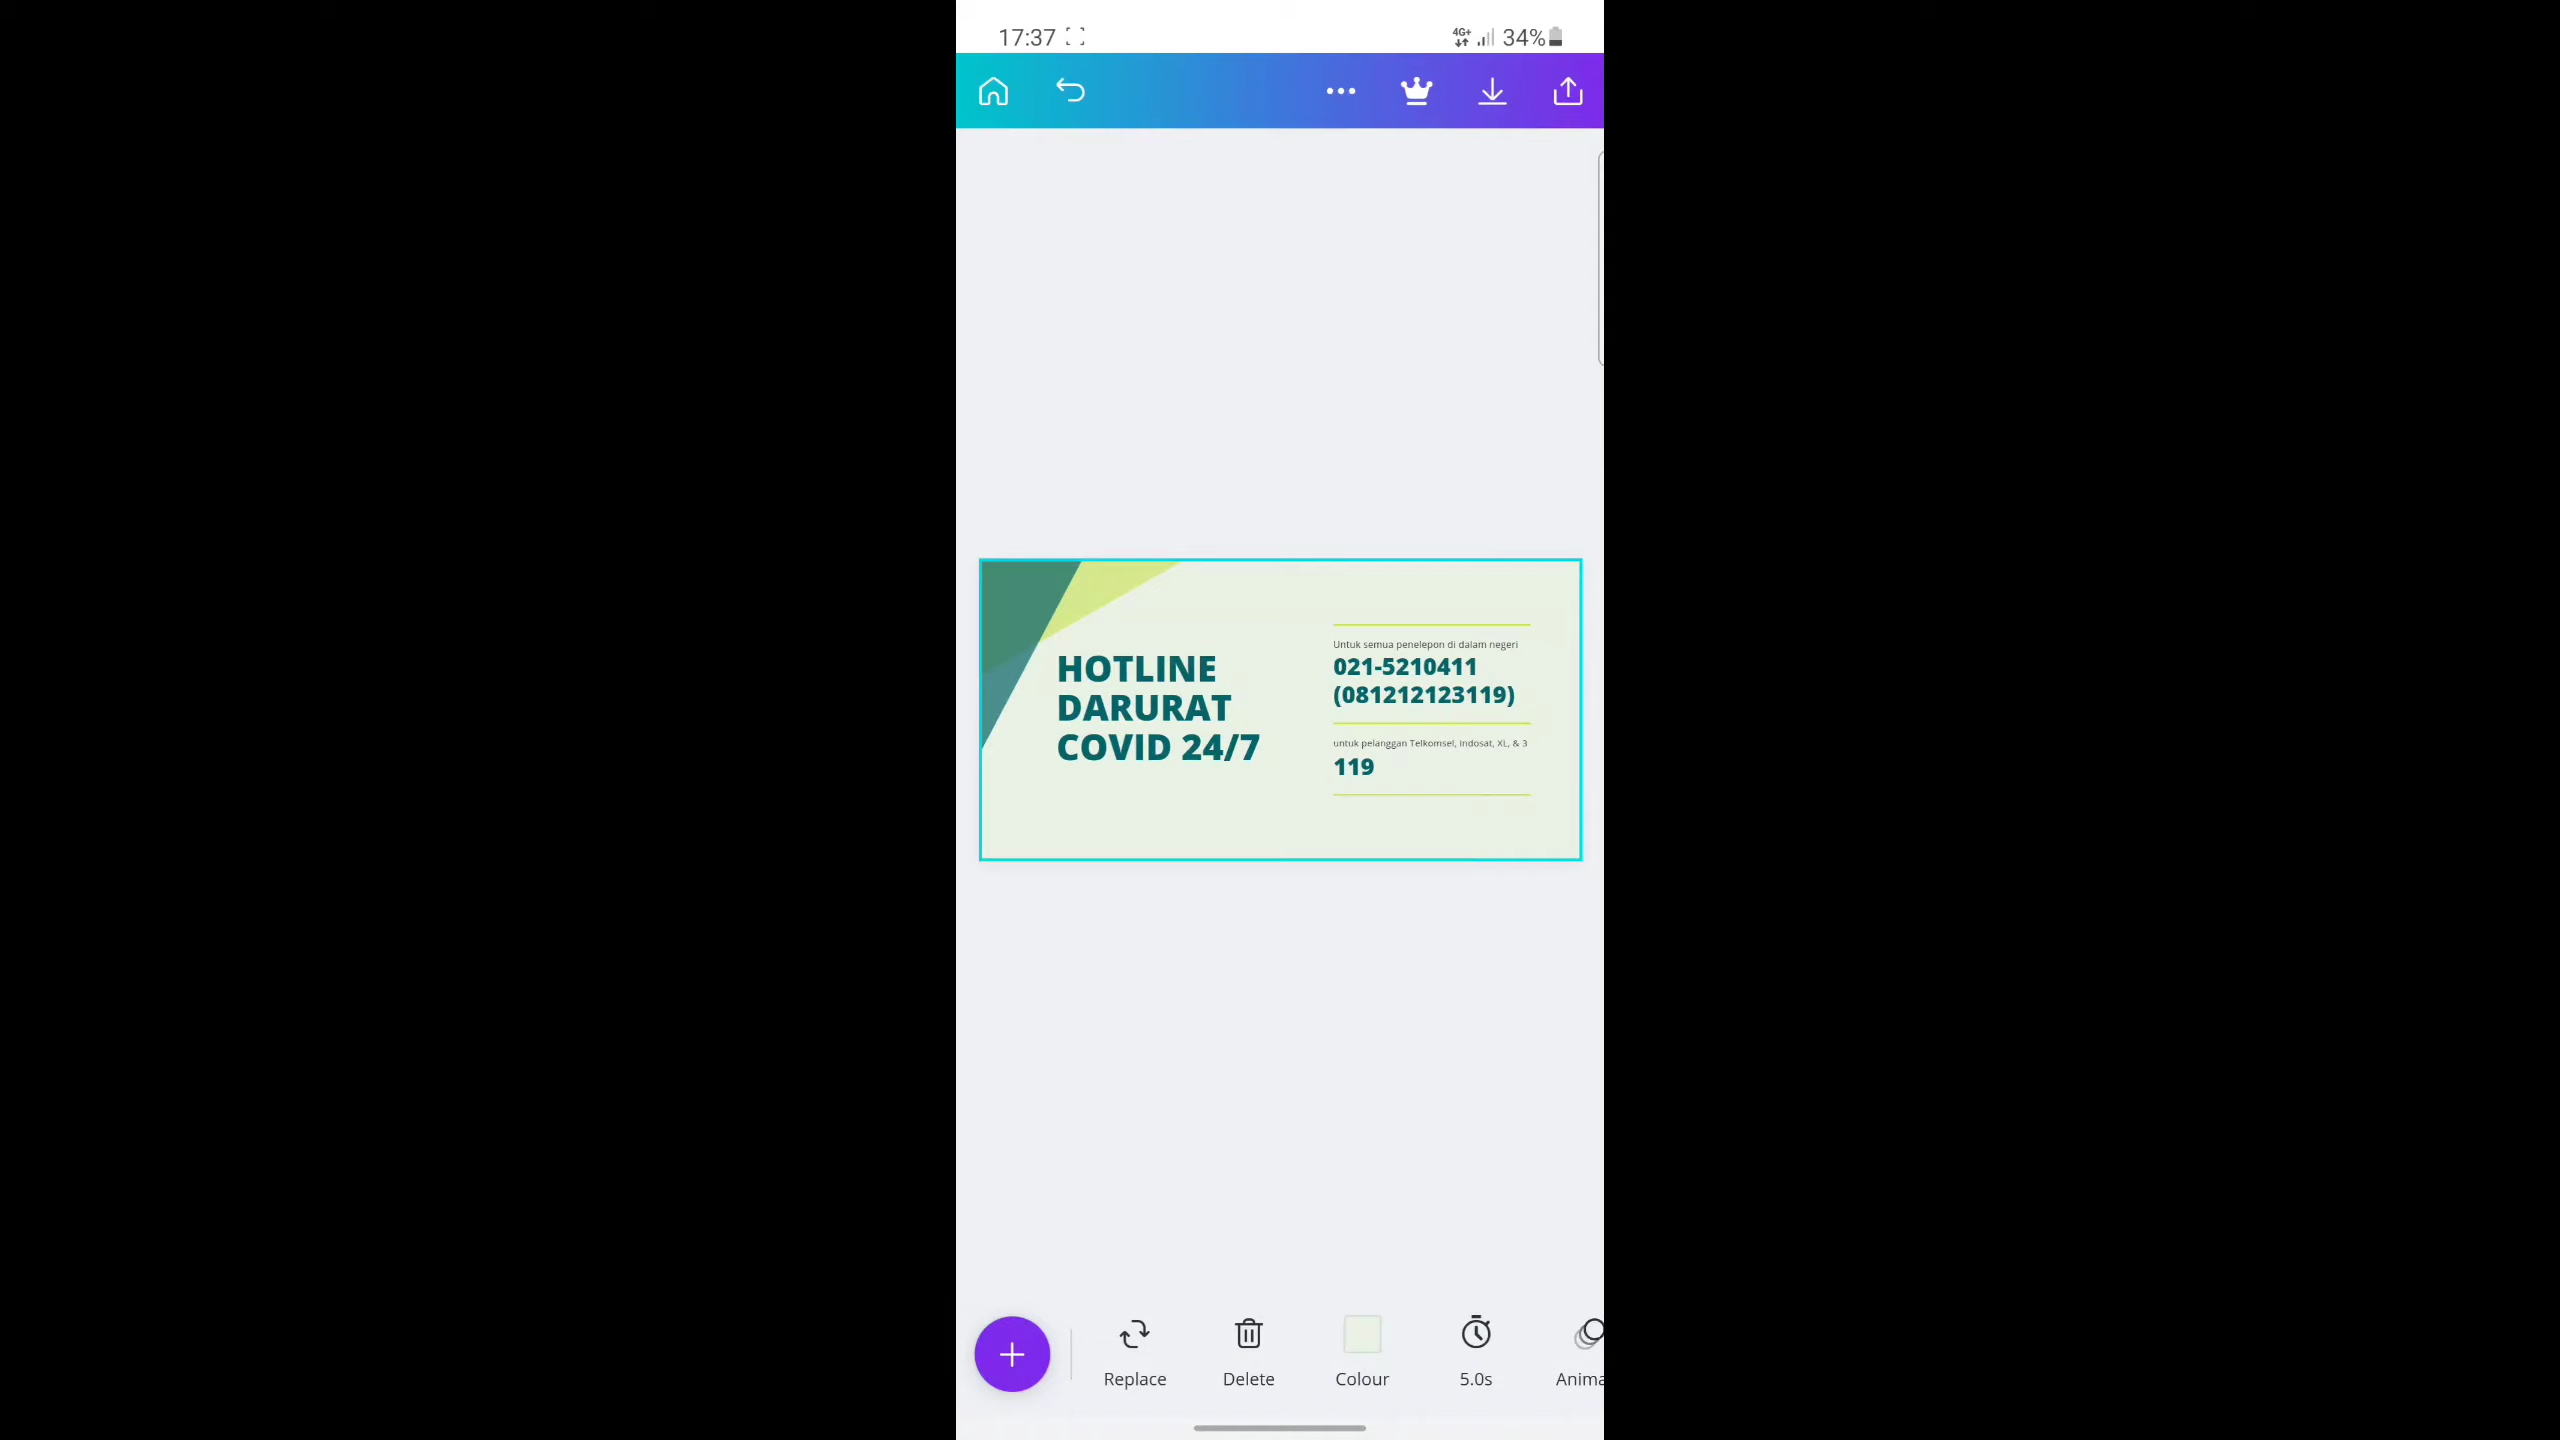 17:37
4G+
34%
HOTLINE
DARURAT
COVID 24/7
Untuk semua penelepon di dalam negeri
021-5210411
(081212123119)
untuk pelanggan Telkomsel, Indosat, XL, & 3
119
Replace
Delete
Colour
5.0s
Anima